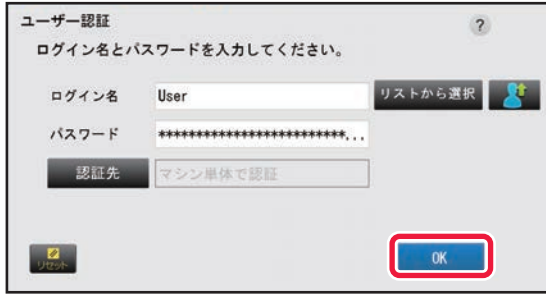 ユーザー認証
?
ログイン名とパスワードを入力してください。
ログイン名 User リストから選択
パスワード *************************...
認証先 マシン単体で認証
リセット
OK